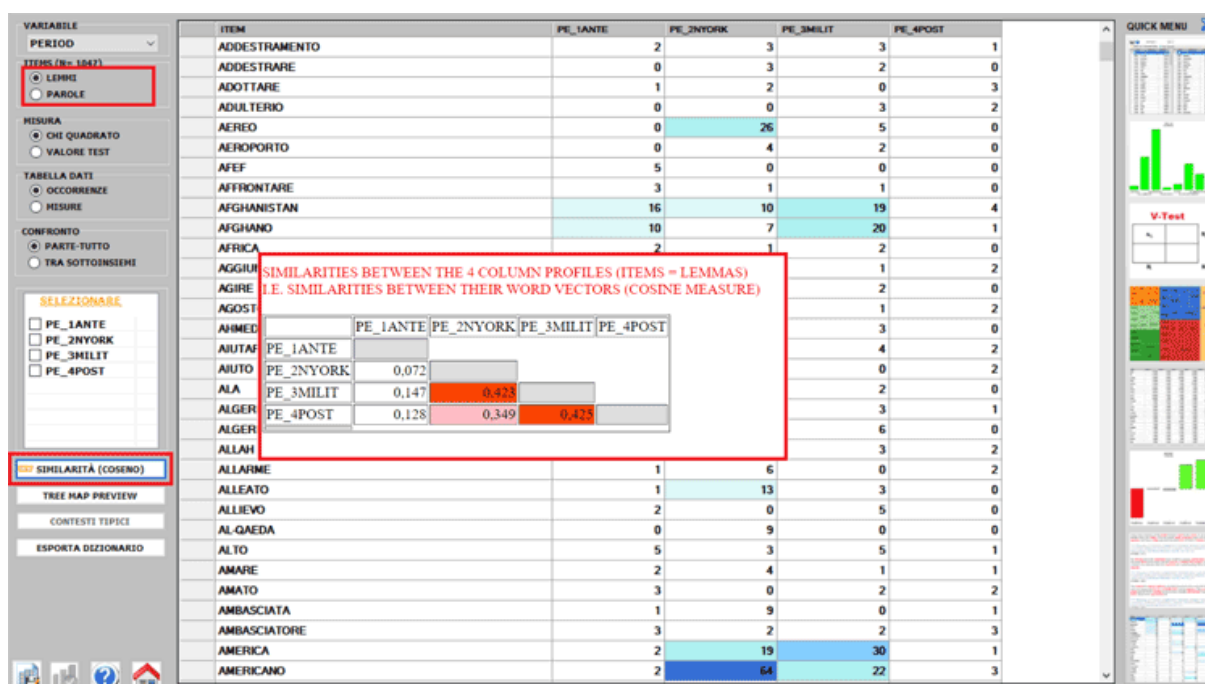 VARIABILE
PERIOD
ITEMS (N= 1047)
LEMMI
PAROLE
MISURA
CHI QUADRATO
VALORE TEST
TABELLA DATI
OCCORRENZE
MISURE
CONFRONTO
PARTE-TUTTO
TRA SOTTOINSIEMI
SELEZIONARE
PE_1ANTE
PE_2NYORK
PE_3MILIT
PE_4POST
SIMILARITÀ (COSENO)
TREE MAP PREVIEW
CONTESTI TIPICI
ESPORTA DIZIONARIO
ITEM PE_1ANTE PE_2NYORK PE_3MILIT PE_4POST
ADDESTRAMENTO 2 3 3 1
ADDESTRARE 0 3 2 0
ADOTTARE 1 2 0 3
ADULTERIO 0 0 3 2
AEREO 0 26 5 0
AEROPORTO 0 4 2 0
AFEF 5 0 0 0
AFFRONTARE 3 1 1 0
AFGHANISTAN 16 10 19 4
AFGHANO 10 7 20 1
AFRICA 2 1 2 0
AGGIU 1 2
AGIRE 2 0
AGOST 1 2
AHMED 3 0
AIUTAF 4 2
AIUTO 0 2
ALA 2 0
ALGER 3 1
ALGER 6 0
ALLAH 3 2
ALLARME 1 6 0 2
ALLEATO 1 13 3 0
ALLIEVO 2 0 5 0
AL-QAEDA 0 9 0 0
ALTO 5 3 5 1
AMARE 2 4 1 1
AMATO 3 0 2 2
AMBASCIATA 1 9 0 1
AMBASCIATORE 3 2 2 3
AMERICA 2 19 30 1
AMERICANO 2 64 22 3
SIMILARITIES BETWEEN THE 4 COLUMN PROFILES (ITEMS = LEMMAS)
I.E. SIMILARITIES BETWEEN THEIR WORD VECTORS (COSINE MEASURE)
PE_1ANTE PE_2NYORK PE_3MILIT PE_4POST
PE_1ANTE
PE_2NYORK 0,072
PE_3MILIT 0,147 0,423
PE_4POST 0,128 0,349 0,425
QUICK MENU
V-Test